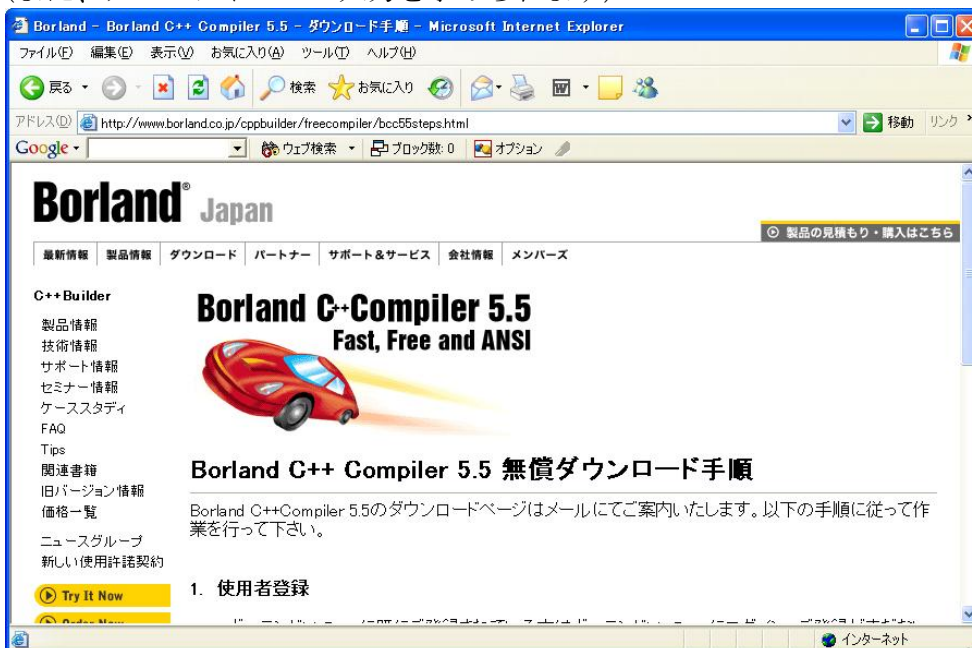 Borland - Borland C++ Compiler 5.5 - ダウンロード手順 - Microsoft Internet Explorer
ファイル(F) 編集(E) 表示(V) お気に入り(A) ツール(T) ヘルプ(H)
戻る 検索 お気に入り
アドレス(D) http://www.borland.co.jp/cppbuilder/freecompiler/bcc55steps.html 移動 リンク
Google ウェブ検索 ブロック数: 0 オプション
Borland® Japan
製品の見積もり・購入はこちら
最新情報 製品情報 ダウンロード パートナー サポート&サービス 会社情報 メンバーズ
C++Builder
製品情報
技術情報
サポート情報
セミナー情報
ケーススタディ
FAQ
Tips
関連書籍
旧バージョン情報
価格一覧
ニュースグループ
新しい使用許諾契約
Try It Now
Order Now
Borland C++Compiler 5.5
Fast, Free and ANSI
Borland C++ Compiler 5.5 無償ダウンロード手順
Borland C++Compiler 5.5のダウンロードページはメールにてご案内いたします。以下の手順に従って作
業を行って下さい。
1. 使用者登録
インターネット